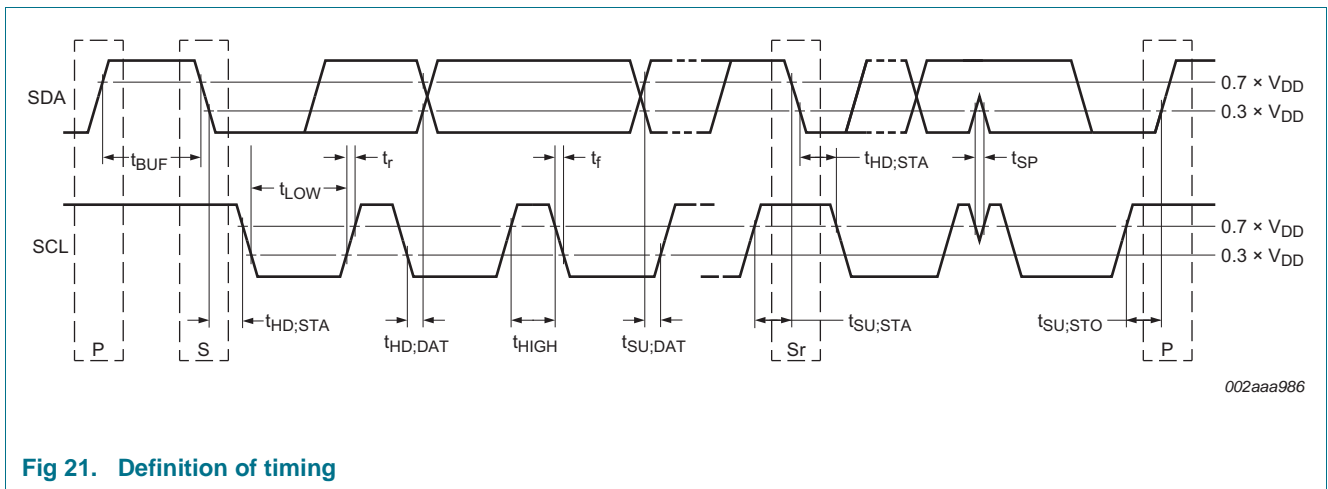 SDA
0.7 × VDD
0.3 × VDD
tBUF
tr
tf
tHD;STA
tSP
tLOW
SCL
0.7 × VDD
0.3 × VDD
tHD;STA
tHD;DAT
tHIGH
tSU;DAT
tSU;STA
tSU;STO
P
S
Sr
P
002aaa986
Fig 21. Definition of timing